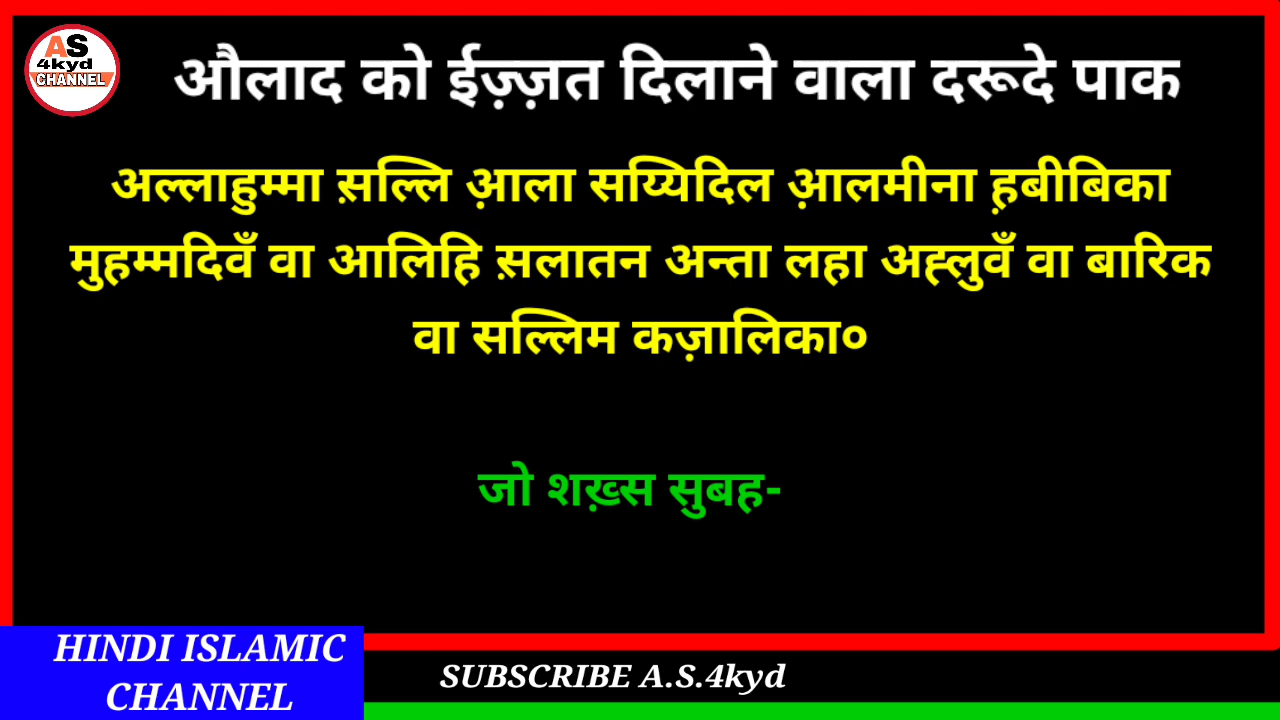 AS
4kyd
CHANNEL
औलाद को ईज़्ज़त दिलाने वाला दरूदे पाक
अल्लाहुम्मा स़ल्लि अ़ाला सय्यिदिल अ़ालमीना ह़बीबिका
मुहम्मदिवँ वा आलिहि स़लातन अन्ता लहा अह्लुवँ वा बारिक
वा सल्लिम कज़ालिका०
जो शख़्स सुबह-
HINDI ISLAMIC
CHANNEL
SUBSCRIBE A.S.4kyd